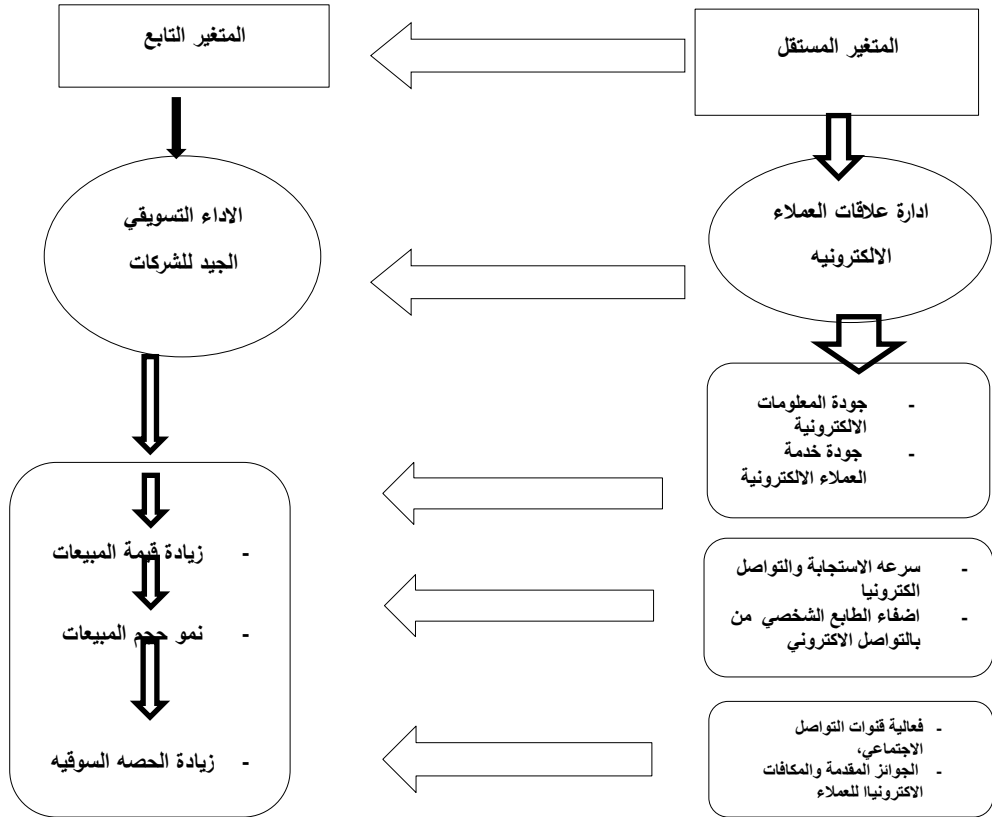 المتغير المستقل
المتغير التابع
ادارة علاقات العملاء
الالكترونيه
الاداء التسويقي
الجيد للشركات
- جودة المعلومات
الالكترونية
- جودة خدمة
العملاء الالكترونية
- سرعه الاستجابة والتواصل
الكترونيا
- اضفاء الطابع الشخصي من
بالتواصل الاكتروني
- فعالية قنوات التواصل
الاجتماعي،
- الجوائز المقدمة والمكافات
الاكترونياا للعملاء
- زيادة قيمة المبيعات
- نمو حجم المبيعات
- زيادة الحصه السوقيه